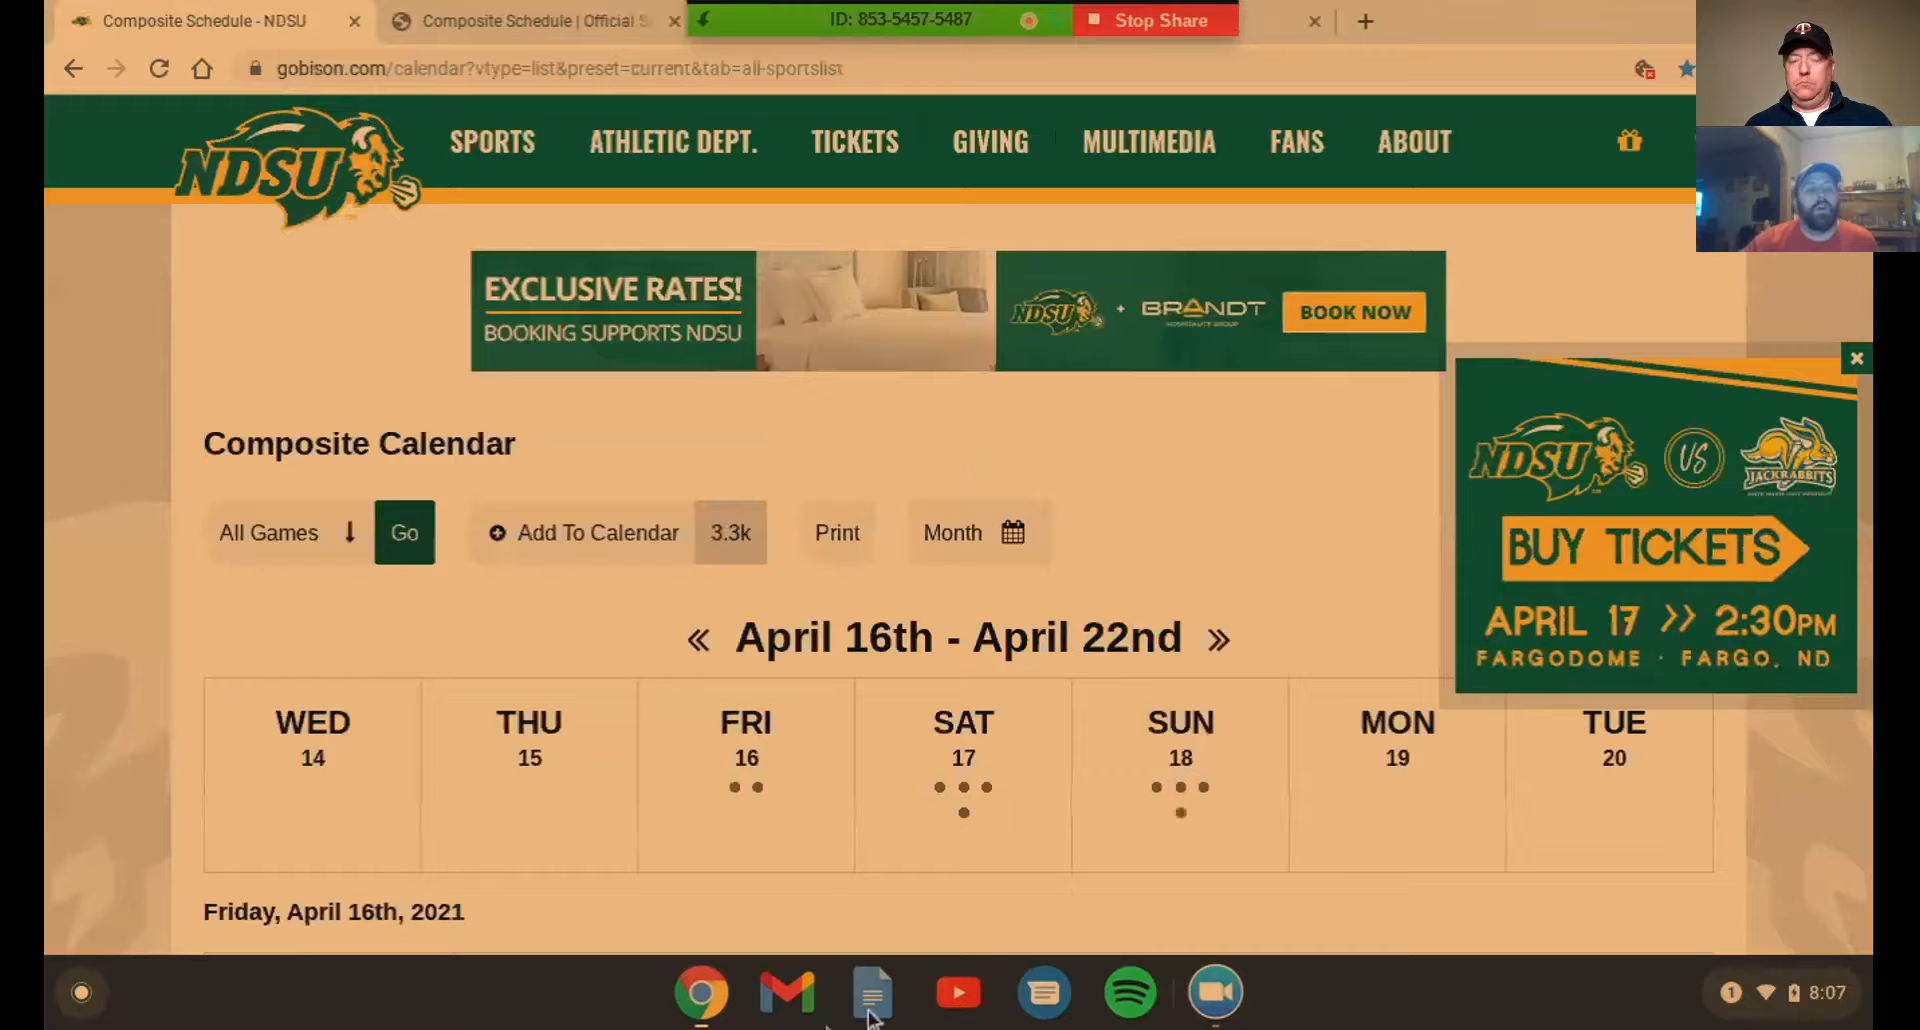 Composite Schedule - NDSU
Composite Schedule | Official S
ID: 853-5457-5487
Stop Share
gobison.com/calendar?vtype=list&preset=current&tab=all-sportslist
NDSU
SPORTS
ATHLETIC DEPT.
TICKETS
GIVING
MULTIMEDIA
FANS
ABOUT
EXCLUSIVE RATES!
BOOKING SUPPORTS NDSU
NDSU
+
BRANDT
HOSPITALITY GROUP
BOOK NOW
NDSU
VS
JACKRABBITS
BUY TICKETS
APRIL 17 >> 2:30PM
FARGODOME · FARGO, ND
Composite Calendar
All Games
Go
Add To Calendar
3.3k
Print
Month
« April 16th - April 22nd »
WED
14
THU
15
FRI
16
SAT
17
SUN
18
MON
19
TUE
20
Friday, April 16th, 2021
1
8:07